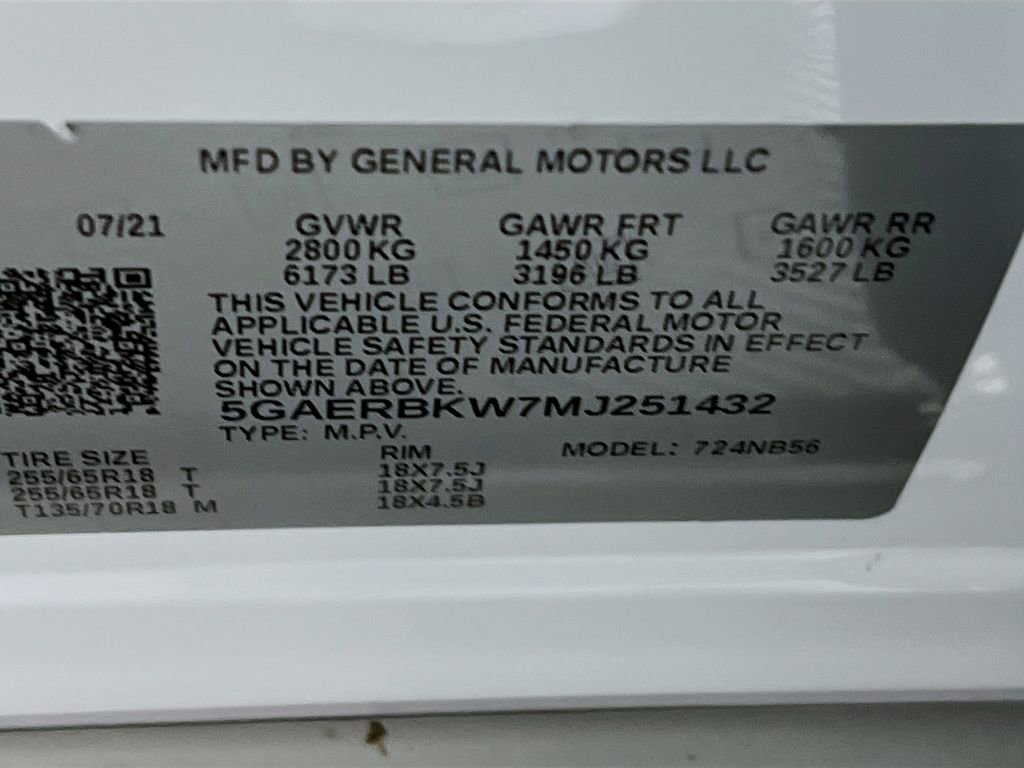 MFD BY GENERAL MOTORS LLC
07/21 GVWR GAWR FRT GAWR RR
2800 KG 1450 KG 1600 KG
6173 LB 3196 LB 3527 LB
THIS VEHICLE CONFORMS TO ALL
APPLICABLE U.S. FEDERAL MOTOR
VEHICLE SAFETY STANDARDS IN EFFECT
ON THE DATE OF MANUFACTURE
SHOWN ABOVE.
5GAERBKW7MJ251432
TYPE: M.P.V.
TIRE SIZE RIM MODEL: 724NB56
255/65R18 T 18X7.5J
255/65R18 T 18X7.5J
T135/70R18 M 18X4.5B